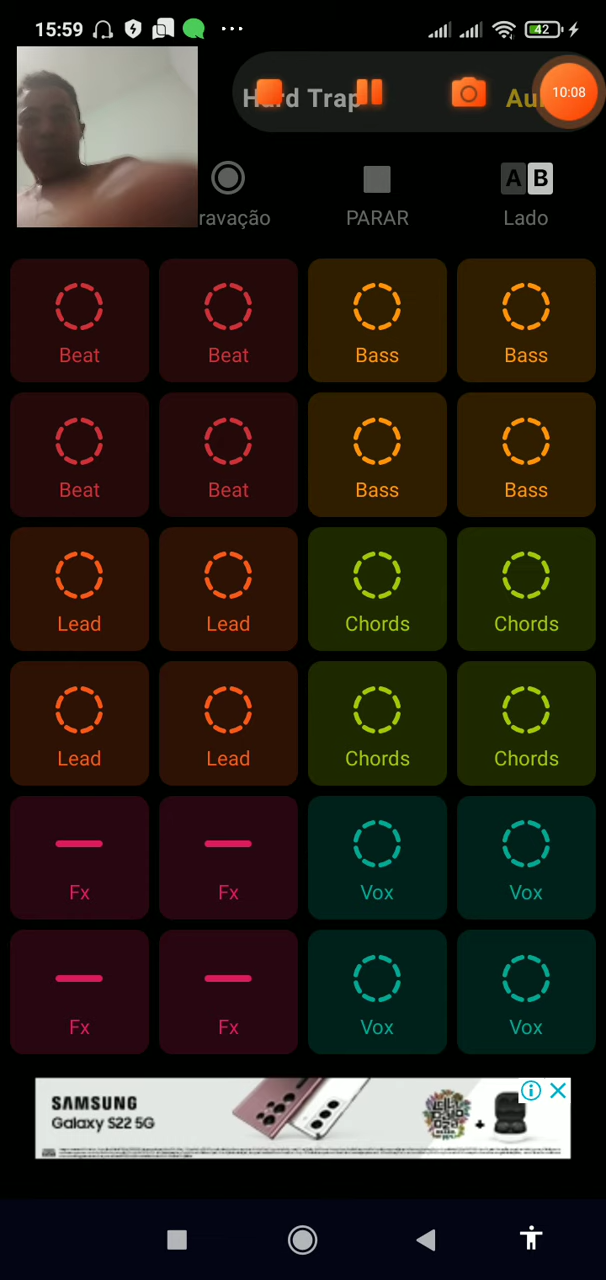 15:59
42
Hard Trap
10:08
A B
ravação
PARAR
Lado
Beat
Beat
Bass
Bass
Beat
Beat
Bass
Bass
Lead
Lead
Chords
Chords
Lead
Lead
Chords
Chords
Fx
Fx
Vox
Vox
Fx
Fx
Vox
Vox
SAMSUNG
Galaxy S22 5G